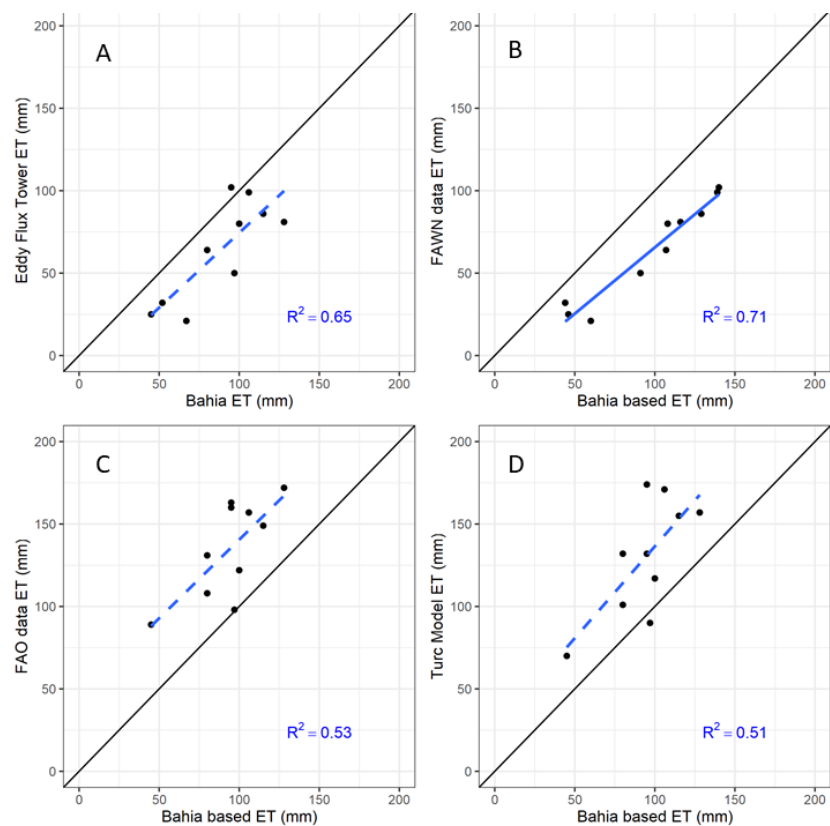 A
Eddy Flux Tower ET (mm)
200
150
100
50
0
R² = 0.65
0 50 100 150 200
Bahia ET (mm)
B
FAWN data ET (mm)
200
150
100
50
0
R² = 0.71
0 50 100 150 200
Bahia based ET (mm)
C
FAO data ET (mm)
200
150
100
50
0
R² = 0.53
0 50 100 150 200
Bahia based ET (mm)
D
Turc Model ET (mm)
200
150
100
50
0
R² = 0.51
0 50 100 150 200
Bahia based ET (mm)